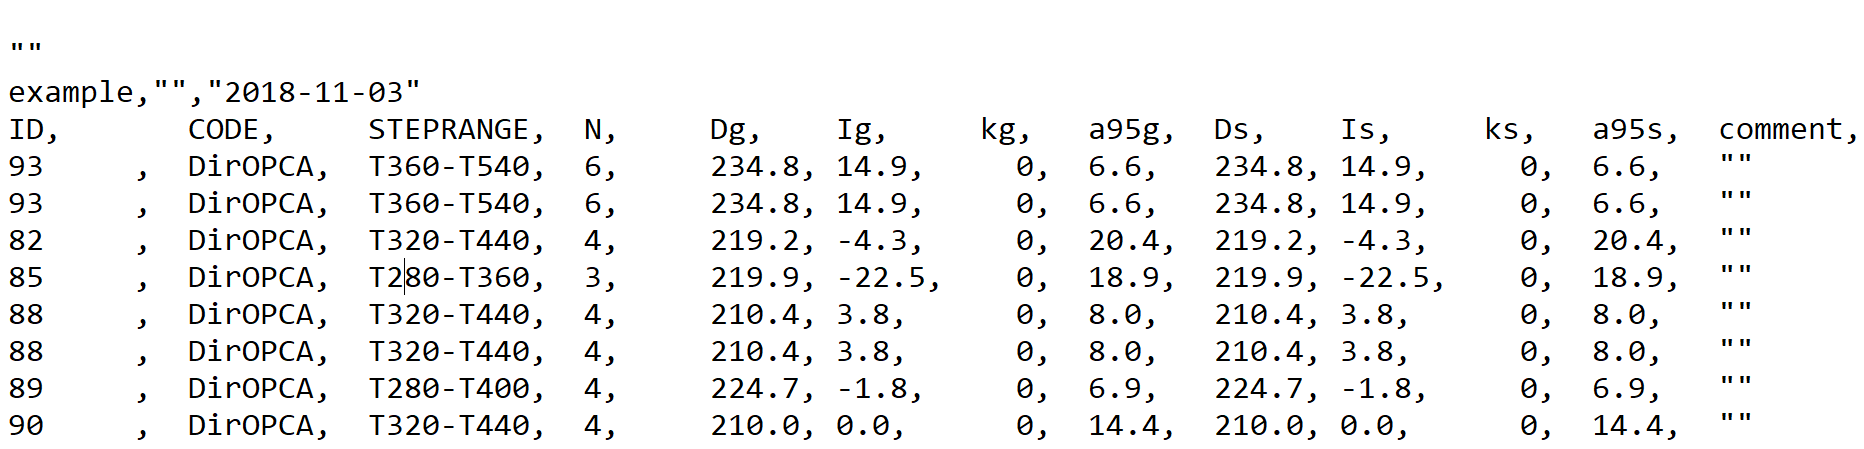 ""
example,"","2018-11-03"
ID,       CODE,     STEPRANGE,  N,     Dg,    Ig,     kg,   a95g,  Ds,    Is,     ks,   a95s,  comment,
93     ,  DirOPCA,  T360-T540,  6,     234.8, 14.9,     0,  6.6,   234.8, 14.9,     0,  6.6,   ""
93     ,  DirOPCA,  T360-T540,  6,     234.8, 14.9,     0,  6.6,   234.8, 14.9,     0,  6.6,   ""
82     ,  DirOPCA,  T320-T440,  4,     219.2, -4.3,     0,  20.4,  219.2, -4.3,     0,  20.4,  ""
85     ,  DirOPCA,  T280-T360,  3,     219.9, -22.5,    0,  18.9,  219.9, -22.5,    0,  18.9,  ""
88     ,  DirOPCA,  T320-T440,  4,     210.4, 3.8,      0,  8.0,   210.4, 3.8,      0,  8.0,   ""
88     ,  DirOPCA,  T320-T440,  4,     210.4, 3.8,      0,  8.0,   210.4, 3.8,      0,  8.0,   ""
89     ,  DirOPCA,  T280-T400,  4,     224.7, -1.8,     0,  6.9,   224.7, -1.8,     0,  6.9,   ""
90     ,  DirOPCA,  T320-T440,  4,     210.0, 0.0,      0,  14.4,  210.0, 0.0,      0,  14.4,  ""